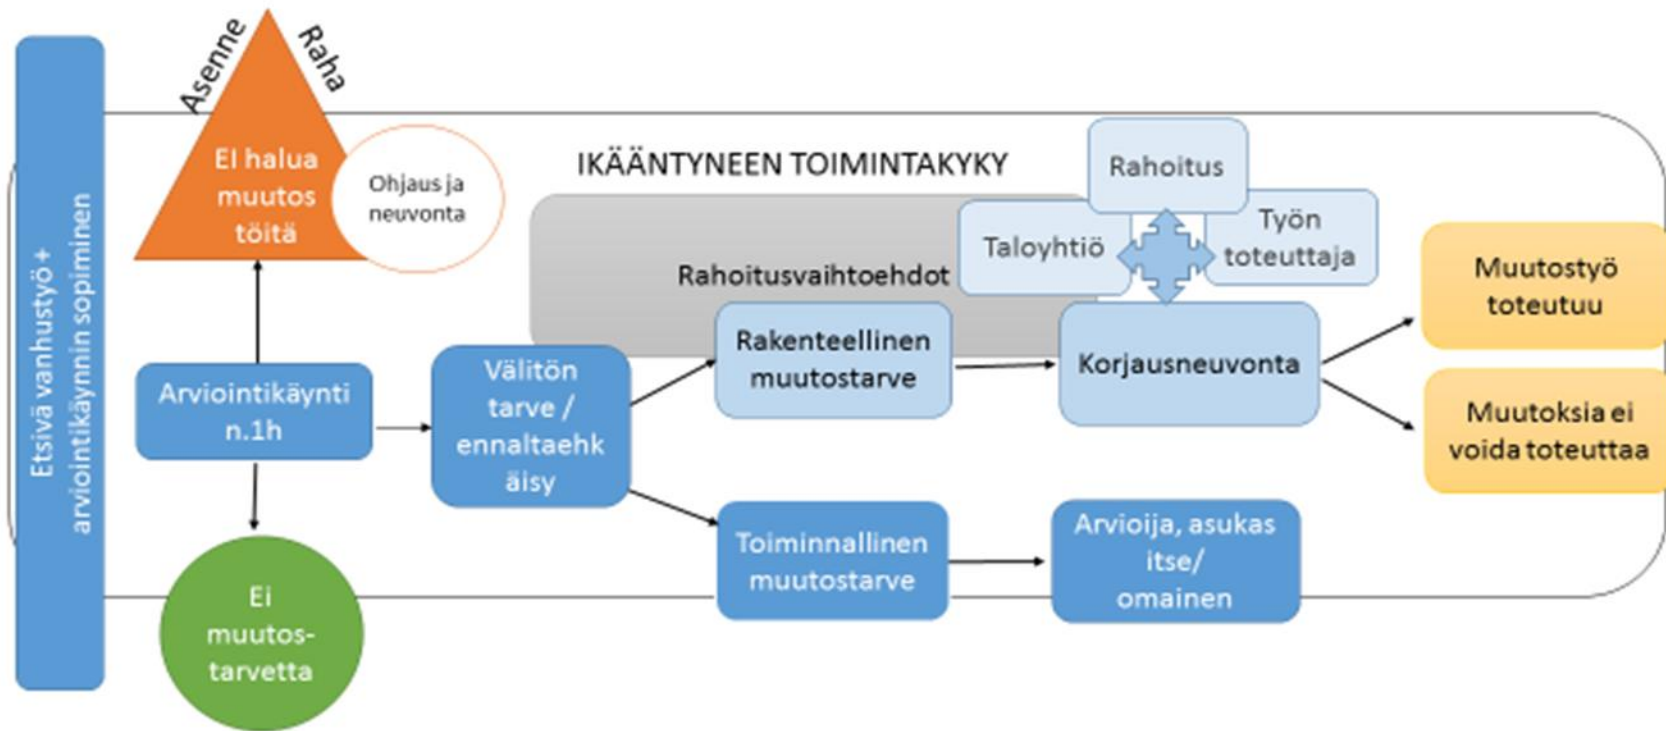 Etsivä vanhustyö +
arviointikäynnin sopiminen
Asenne
Raha
EI halua
muutos
töitä
Ohjaus ja
neuvonta
Arviointikäynti
n.1h
Ei
muutos-
tarvetta
Välitön
tarve /
ennaltaehk
äisy
IKÄÄNTYNEEN TOIMINTAKYKY
Rahoitusvaihtoehdot
Rakenteellinen
muutostarve
Toiminnallinen
muutostarve
Rahoitus
Taloyhtiö
Työn
toteuttaja
Korjausneuvonta
Arvioija, asukas
itse/
omainen
Muutostyö
toteutuu
Muutoksia ei
voida toteuttaa